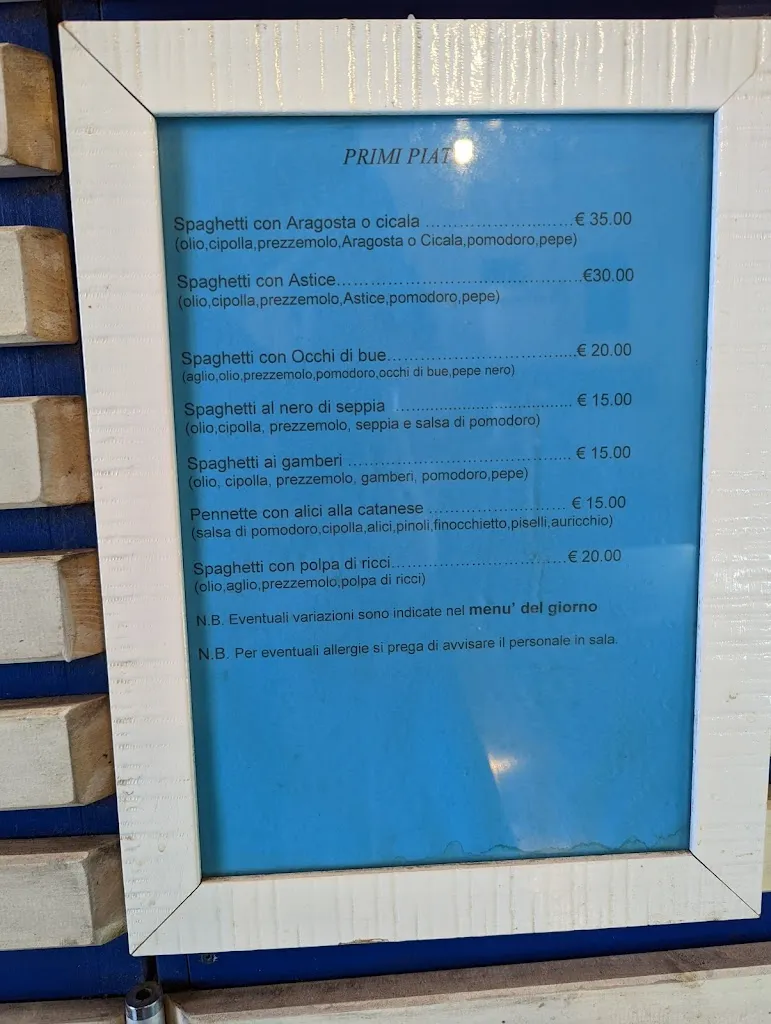 PRIMI PIAT
Spaghetti con Aragosta o cicala ............................€ 35.00
(olio,cipolla,prezzemolo,Aragosta o Cicala,pomodoro,pepe)
Spaghetti con Astice.............................................€30.00
(olio,cipolla,prezzemolo,Astice,pomodoro,pepe)
Spaghetti con Occhi di bue...................................€ 20.00
(aglio,olio,prezzemolo,pomodoro,occhi di bue,pepe nero)
Spaghetti al nero di seppia ................................. € 15.00
(olio,cipolla, prezzemolo, seppia e salsa di pomodoro)
Spaghetti ai gamberi ......................................... € 15.00
(olio, cipolla, prezzemolo, gamberi, pomodoro,pepe)
Pennette con alici alla catanese .......................... € 15.00
(salsa di pomodoro,cipolla,alici,pinoli,finocchietto,piselli,auricchio)
Spaghetti con polpa di ricci.................................€ 20.00
(olio,aglio,prezzemolo,polpa di ricci)
N.B. Eventuali variazioni sono indicate nel menu' del giorno
N.B. Per eventuali allergie si prega di avvisare il personale in sala.